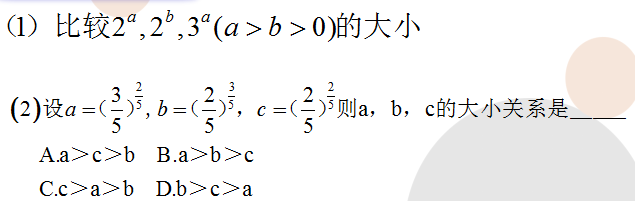 (1) 比较2^a, 2^b, 3^a (a > b > 0)的大小
(2)设a =(3/5)^(2/5), b =(2/5)^(3/5), c =(2/5)^(2/5)则a, b, c的大小关系是_____
A.a＞c＞b B.a＞b＞c
C.c＞a＞b D.b＞c＞a